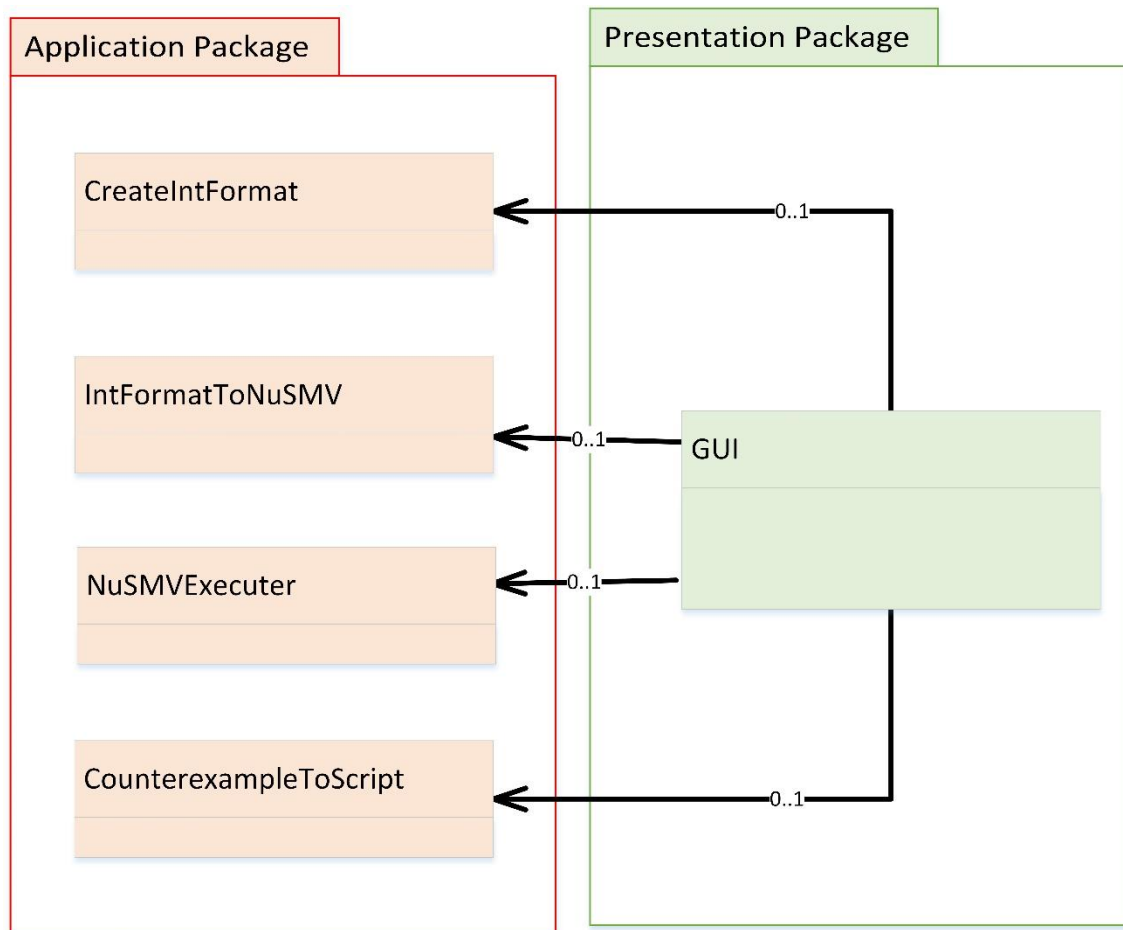 Application Package
Presentation Package
CreateIntFormat
0..1
IntFormatToNuSMV
0..1
GUI
NuSMVExecuter
0..1
CounterexampleToScript
0..1